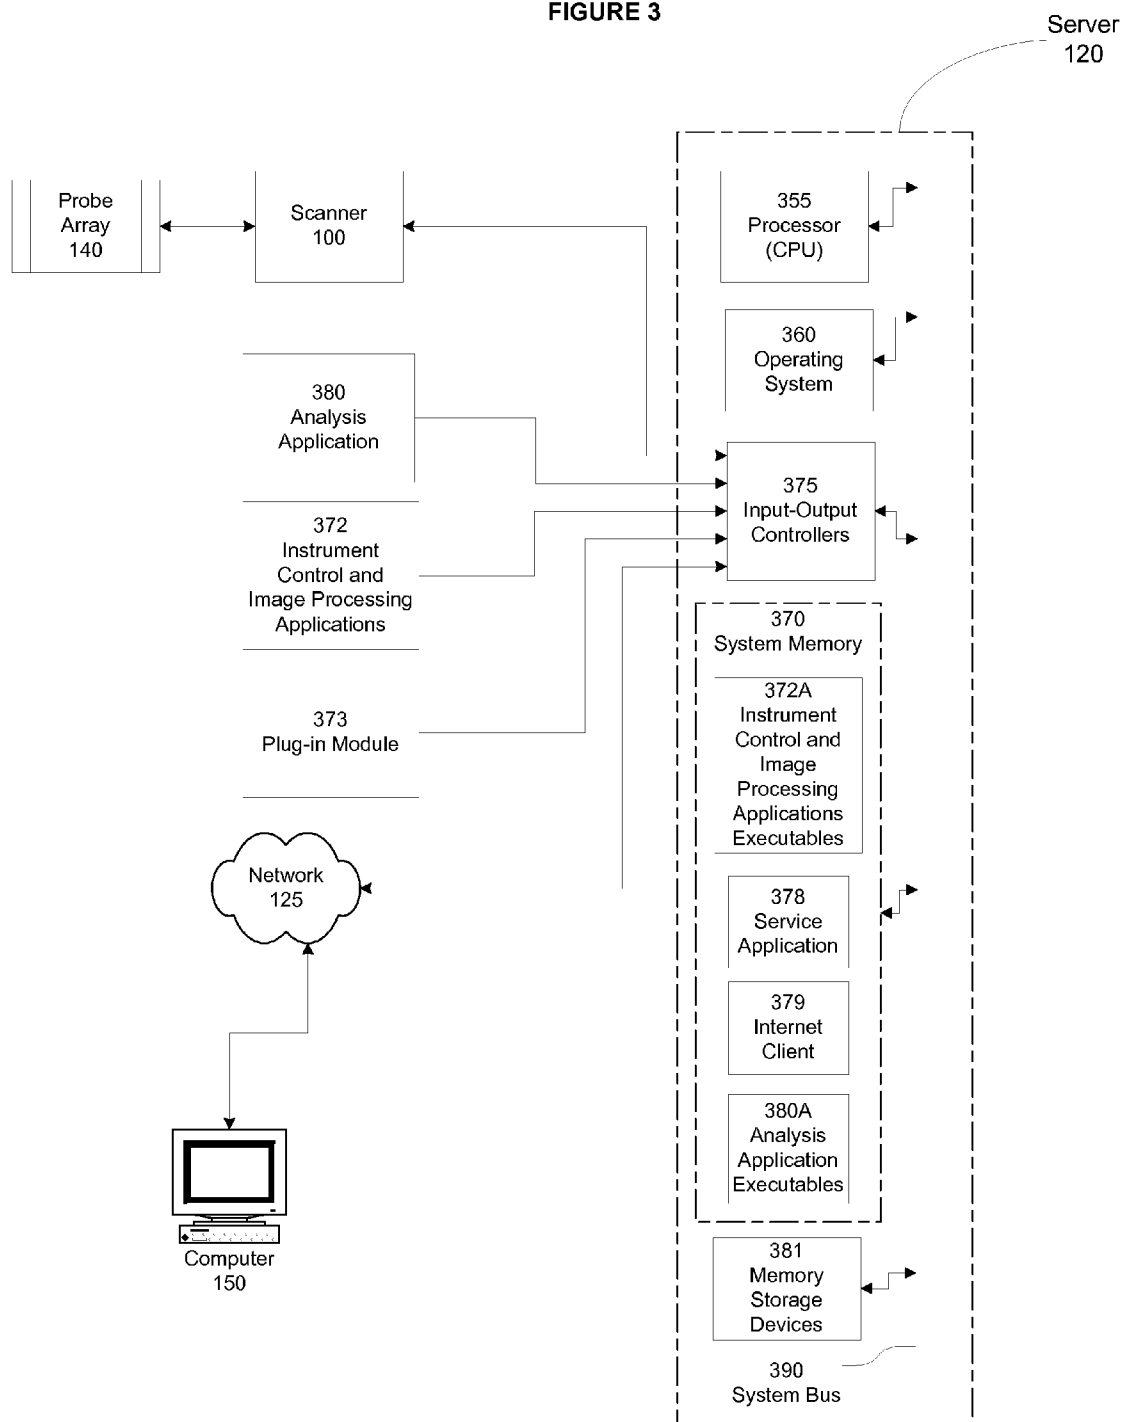 FIGURE 3
Server
120
Probe
Array
140
Scanner
100
355
Processor
(CPU)
360
Operating
System
380
Analysis
Application
375
Input-Output
Controllers
372
Instrument
Control and
Image Processing
Applications
370
System Memory
372A
Instrument
Control and
Image
Processing
Applications
Executables
373
Plug-in Module
Network
125
378
Service
Application
379
Internet
Client
380A
Analysis
Application
Executables
Computer
150
381
Memory
Storage
Devices
390
System Bus